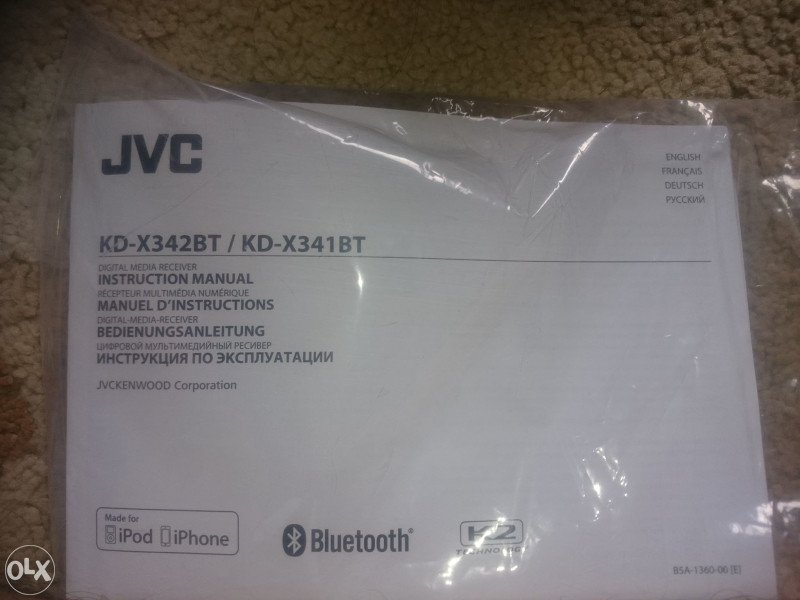 JVC
ENGLISH
FRANÇAIS
DEUTSCH
РУССКИЙ
KD-X342BT / KD-X341BT
DIGITAL MEDIA RECEIVER
INSTRUCTION MANUAL
RÉCEPTEUR MULTIMÉDIA NUMÉRIQUE
MANUEL D'INSTRUCTIONS
DIGITAL-MEDIA-RECEIVER
BEDIENUNGSANLEITUNG
ЦИФРОВОЙ МУЛЬТИМЕДИЙНЫЙ РЕСИВЕР
ИНСТРУКЦИЯ ПО ЭКСПЛУАТАЦИИ
JVCKENWOOD Corporation
Made for
iPod iPhone
Bluetooth®
K2
TECHNOLOGY
B5A-1360-00 [E]
OLX